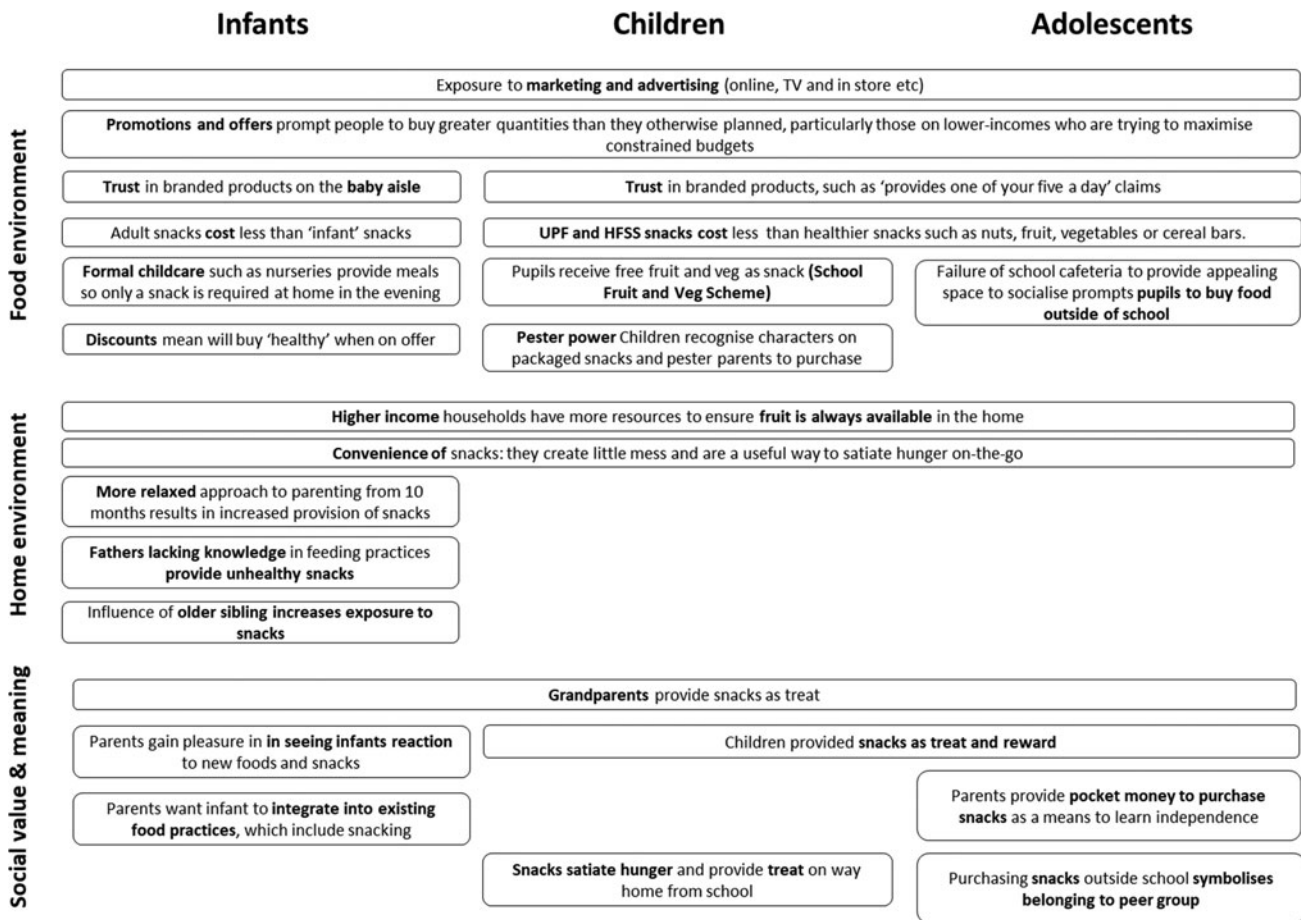 Infants
Children
Adolescents
Food environment
Exposure to marketing and advertising (online, TV and in store etc)
Promotions and offers prompt people to buy greater quantities than they otherwise planned, particularly those on lower-incomes who are trying to maximise
constrained budgets
Trust in branded products on the baby aisle
Trust in branded products, such as ‘provides one of your five a day’ claims
Adult snacks cost less than ‘infant’ snacks
UPF and HFSS snacks cost less than healthier snacks such as nuts, fruit, vegetables or cereal bars.
Formal childcare such as nurseries provide meals
so only a snack is required at home in the evening
Pupils receive free fruit and veg as snack (School
Fruit and Veg Scheme)
Failure of school cafeteria to provide appealing
space to socialise prompts pupils to buy food
outside of school
Discounts mean will buy ‘healthy’ when on offer
Pester power Children recognise characters on
packaged snacks and pester parents to purchase
Home environment
Higher income households have more resources to ensure fruit is always available in the home
Convenience of snacks: they create little mess and are a useful way to satiate hunger on-the-go
More relaxed approach to parenting from 10
months results in increased provision of snacks
Fathers lacking knowledge in feeding practices
provide unhealthy snacks
Influence of older sibling increases exposure to
snacks
Social value & meaning
Grandparents provide snacks as treat
Parents gain pleasure in in seeing infants reaction
to new foods and snacks
Children provided snacks as treat and reward
Parents want infant to integrate into existing
food practices, which include snacking
Parents provide pocket money to purchase
snacks as a means to learn independence
Snacks satiate hunger and provide treat on way
home from school
Purchasing snacks outside school symbolises
belonging to peer group